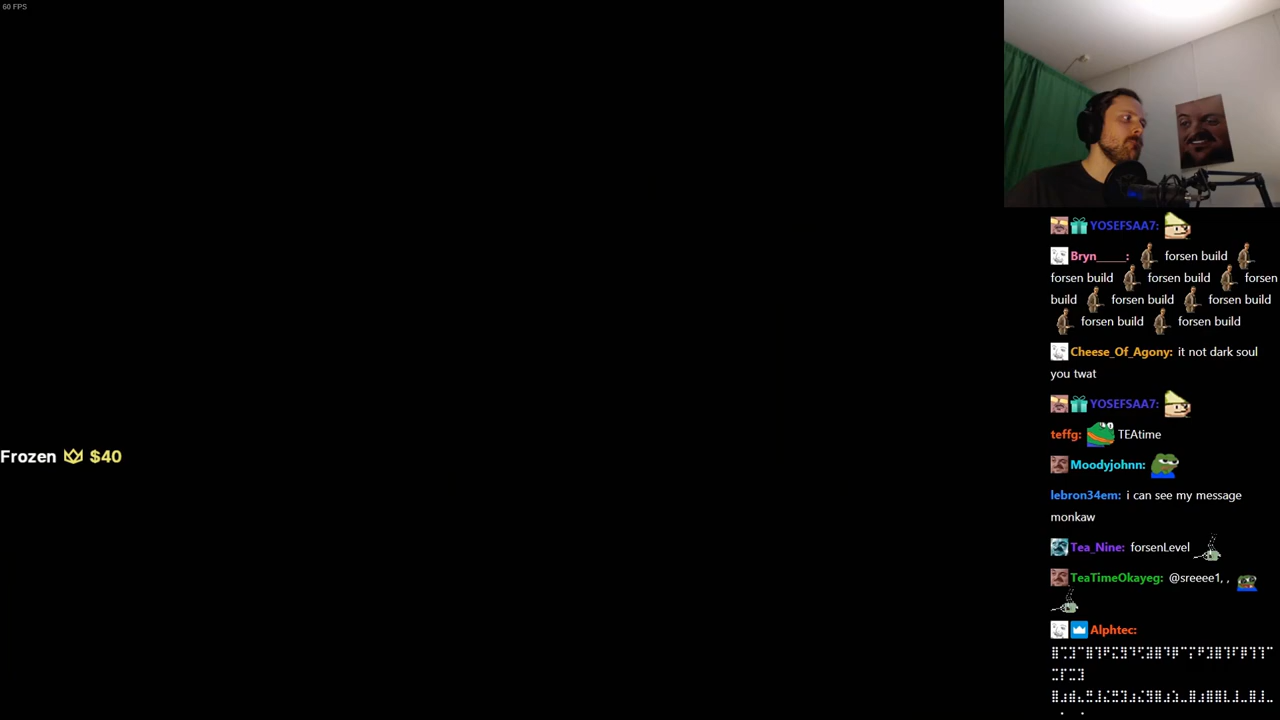 60 FPS
YOSEFSAA7:
Bryn_____: forsen build
forsen build forsen build forsen
build forsen build forsen build
forsen build forsen build
Cheese_Of_Agony: it not dark soul
you twat
YOSEFSAA7:
teffg: TEAtime
Frozen $40
Moodyjohnn:
lebron34em: i can see my message
monkaw
Tea_Nine: forsenLevel
TeaTimeOkayeg: @sreeee1, ,
Alphtec: